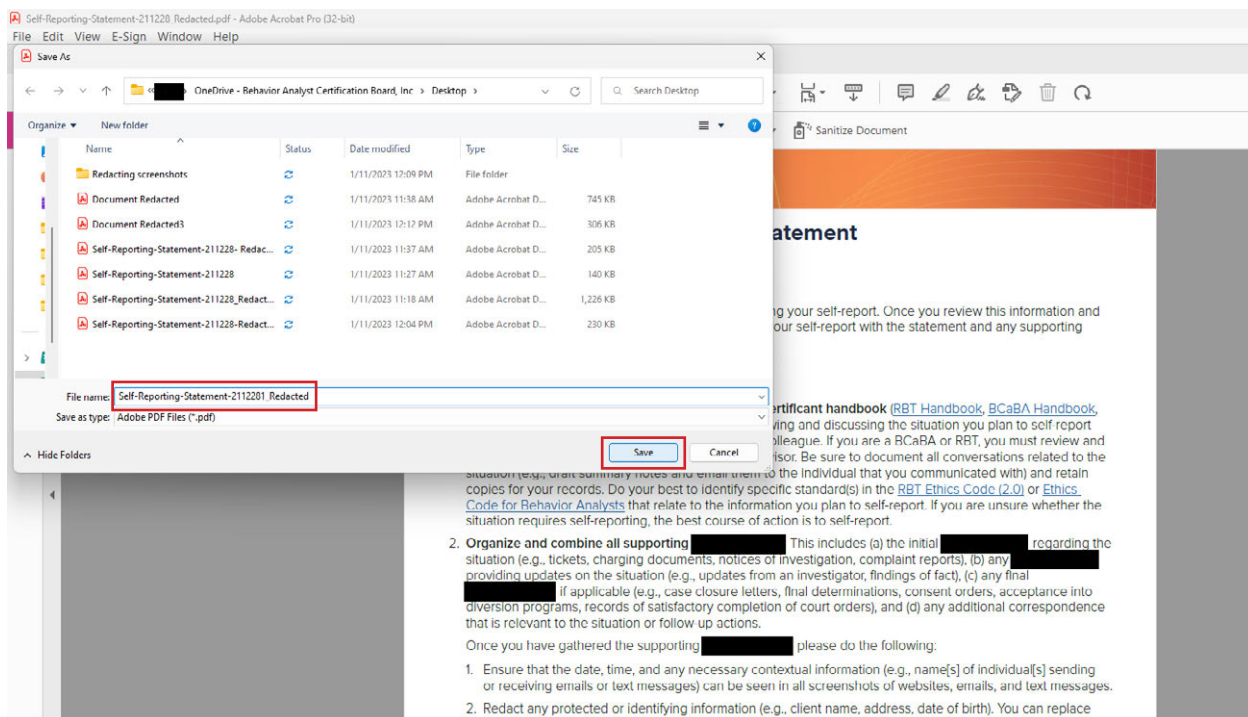 Self-Reporting-Statement-211228_Redacted.pdf - Adobe Acrobat Pro (32-bit)
File Edit View E-Sign Window Help
Save As
OneDrive - Behavior Analyst Certification Board, Inc > Desktop >
Search Desktop
Organize
New folder
Sanitize Document
Name Status Date modified Type Size
Redacting screenshots 1/11/2023 12:09 PM File folder
Document Redacted 1/11/2023 11:38 AM Adobe Acrobat D... 745 KB
Document Redacted3 1/11/2023 12:12 PM Adobe Acrobat D... 306 KB
Self-Reporting-Statement-211228- Redac... 1/11/2023 11:37 AM Adobe Acrobat D... 205 KB
Self-Reporting-Statement-211228 1/11/2023 11:27 AM Adobe Acrobat D... 140 KB
Self-Reporting-Statement-211228_Redact... 1/11/2023 11:18 AM Adobe Acrobat D... 1,226 KB
Self-Reporting-Statement-211228-Redact... 1/11/2023 12:04 PM Adobe Acrobat D... 230 KB
File name: Self-Reporting-Statement-2112281_Redacted
Save as type: Adobe PDF Files (*.pdf)
Hide Folders
Save
Cancel
atement
your self-report. Once you review this information and
our self-report with the statement and any supporting
ertificant handbook (RBT Handbook, BCaBA Handbook,
ing and discussing the situation you plan to self-report
olleague. If you are a BCaBA or RBT, you must review and
isor. Be sure to document all conversations related to the
situation (e.g., draft summary notes and email them to the individual that you communicated with) and retain
copies for your records. Do your best to identify specific standard(s) in the RBT Ethics Code (2.0) or Ethics
Code for Behavior Analysts that relate to the information you plan to self-report. If you are unsure whether the
situation requires self-reporting, the best course of action is to self-report.
2. Organize and combine all supporting This includes (a) the initial regarding the
situation (e.g., tickets, charging documents, notices of investigation, complaint reports), (b) any
providing updates on the situation (e.g., updates from an investigator, findings of fact), (c) any final
if applicable (e.g., case closure letters, final determinations, consent orders, acceptance into
diversion programs, records of satisfactory completion of court orders), and (d) any additional correspondence
that is relevant to the situation or follow-up actions.
Once you have gathered the supporting please do the following:
1. Ensure that the date, time, and any necessary contextual information (e.g., name[s] of individual[s] sending
or receiving emails or text messages) can be seen in all screenshots of websites, emails, and text messages.
2. Redact any protected or identifying information (e.g., client name, address, date of birth). You can replace